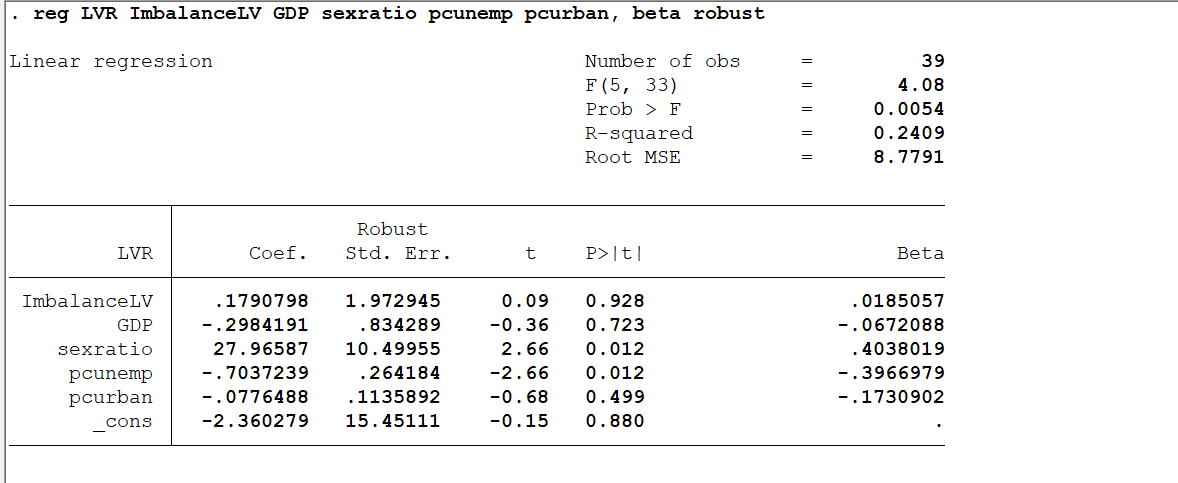 . reg LVR ImbalanceLV GDP sexratio pcunemp pcurban, beta robust
Linear regression Number of obs = 39
F(5, 33) = 4.08
Prob > F = 0.0054
R-squared = 0.2409
Root MSE = 8.7791
Robust
LVR Coef. Std. Err. t P>|t| Beta
ImbalanceLV .1790798 1.972945 0.09 0.928 .0185057
GDP -.2984191 .834289 -0.36 0.723 -.0672088
sexratio 27.96587 10.49955 2.66 0.012 .4038019
pcunemp -.7037239 .264184 -2.66 0.012 -.3966979
pcurban -.0776488 .1135892 -0.68 0.499 -.1730902
_cons -2.360279 15.45111 -0.15 0.880 .